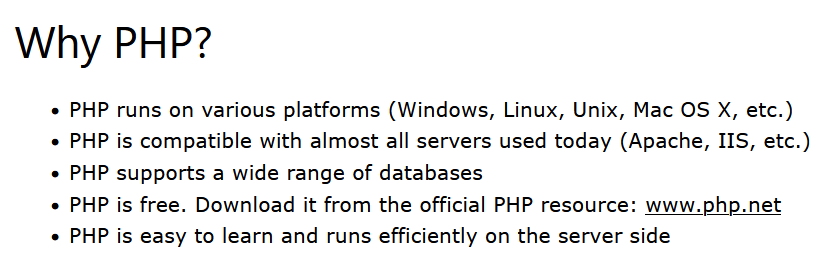 Why PHP?
• PHP runs on various platforms (Windows, Linux, Unix, Mac OS X, etc.)
• PHP is compatible with almost all servers used today (Apache, IIS, etc.)
• PHP supports a wide range of databases
• PHP is free. Download it from the official PHP resource: www.php.net
• PHP is easy to learn and runs efficiently on the server side